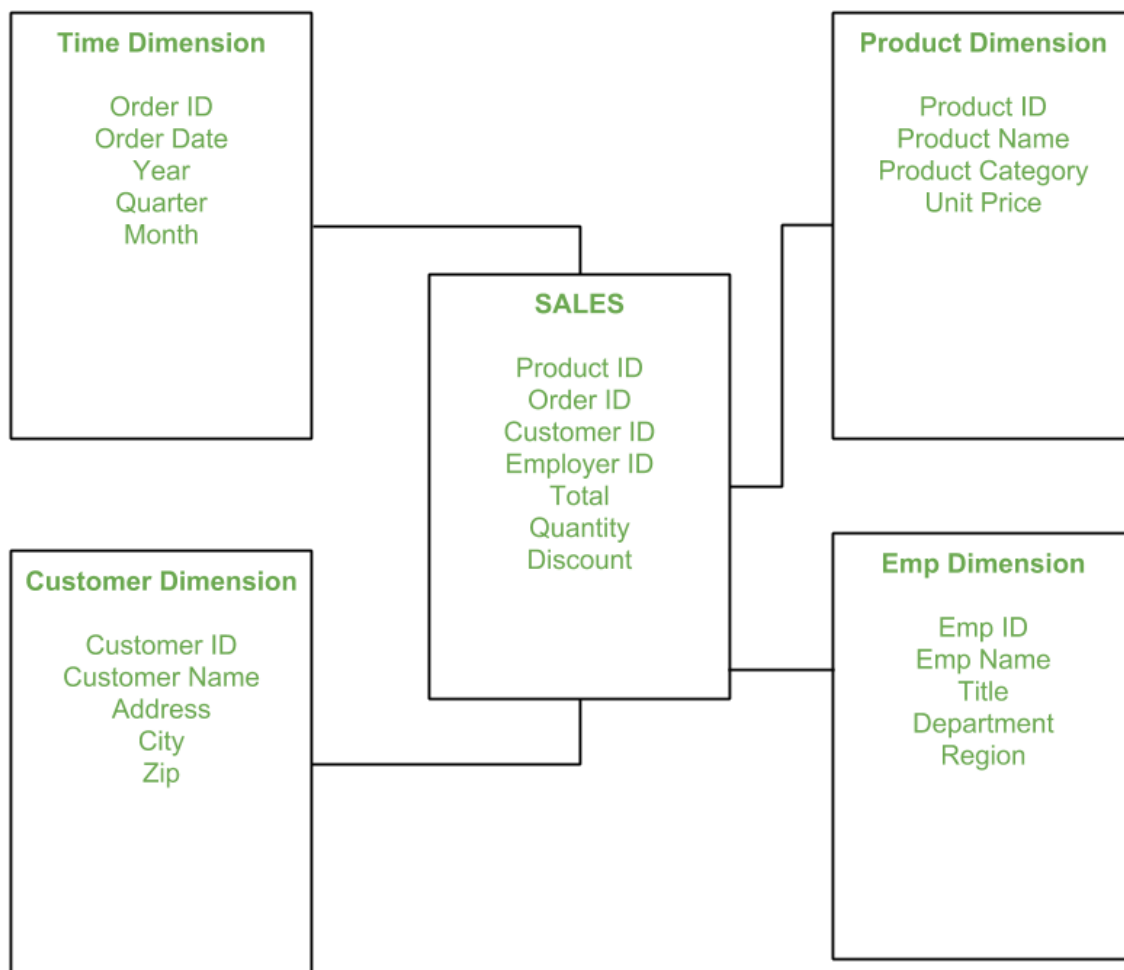 Time Dimension
Order ID
Order Date
Year
Quarter
Month
Product Dimension
Product ID
Product Name
Product Category
Unit Price
SALES
Product ID
Order ID
Customer ID
Employer ID
Total
Quantity
Discount
Customer Dimension
Customer ID
Customer Name
Address
City
Zip
Emp Dimension
Emp ID
Emp Name
Title
Department
Region